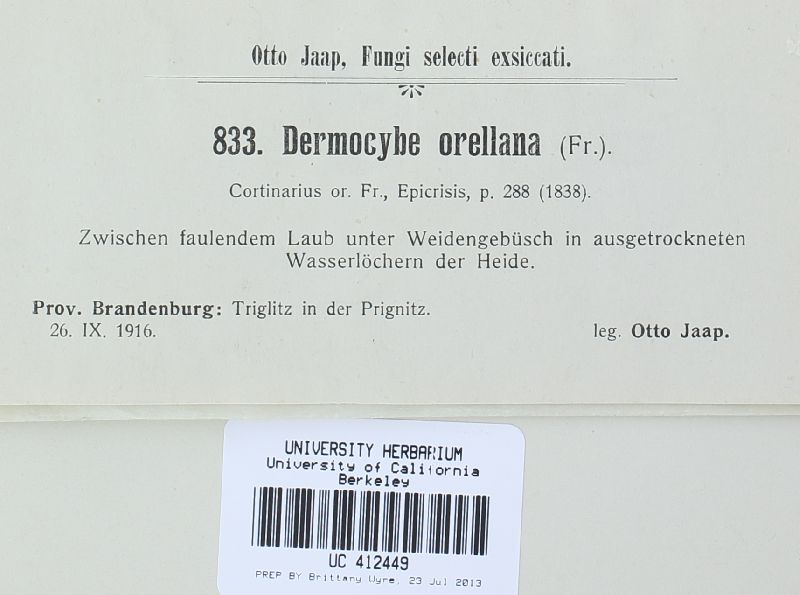 Otto Jaap, Fungi selecti exsiccati.
833. Dermocybe orellana (Fr.).
Cortinarius or. Fr., Epicrisis, p. 288 (1838).
Zwischen faulendem Laub unter Weidengebüsch in ausgetrockneten
Wasserlöchern der Heide.
Prov. Brandenburg: Triglitz in der Prignitz.
26. IX. 1916. leg. Otto Jaap.
UNIVERSITY HERBARIUM
University of California
Berkeley
UC 412449
PREP BY Brittany Wyre, 23 Jul 2013